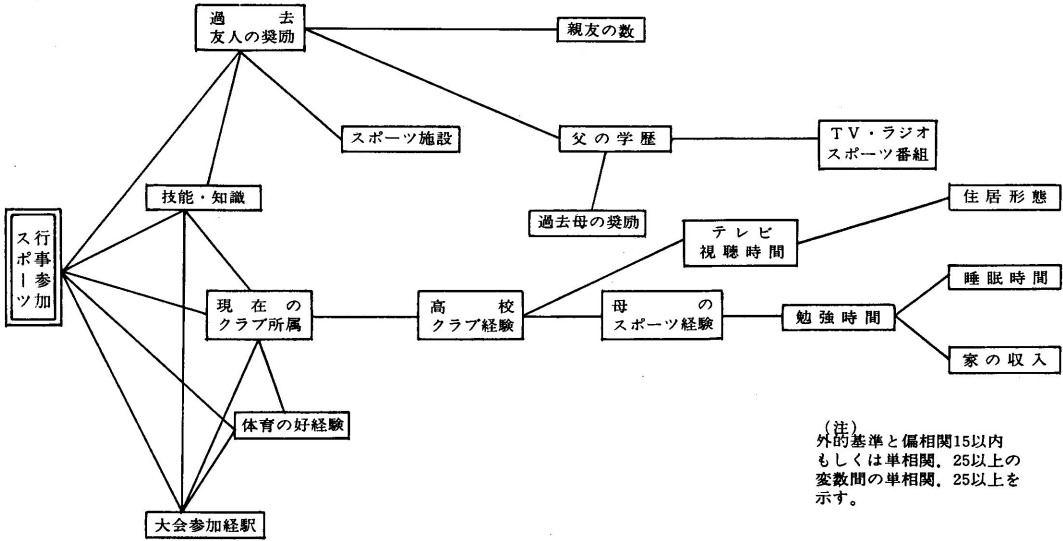 過去
友人の奨励
親友の数
スポーツ施設
父の学歴
TV・ラジオ
スポーツ番組
技能・知識
過去母の奨励
住居形態
テレビ
視聴時間
行事参加
スポーツ
現在の
クラブ所属
高校
クラブ経験
母の
スポーツ経験
勉強時間
睡眠時間
家の収入
体育の好経験
大会参加経駅
(注)
外的基準と偏相関15以内
もしくは単相関．25以上の
変数間の単相関．25以上を
示す。